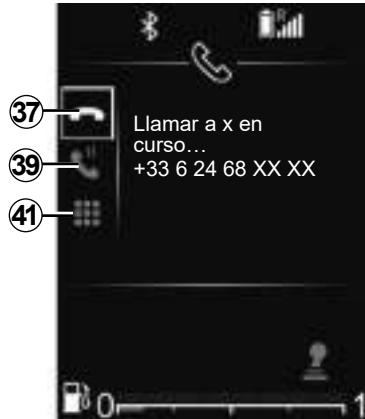 R
37
Llamar a x en
curso…
39
+33 6 24 68 XX XX
41
0 1